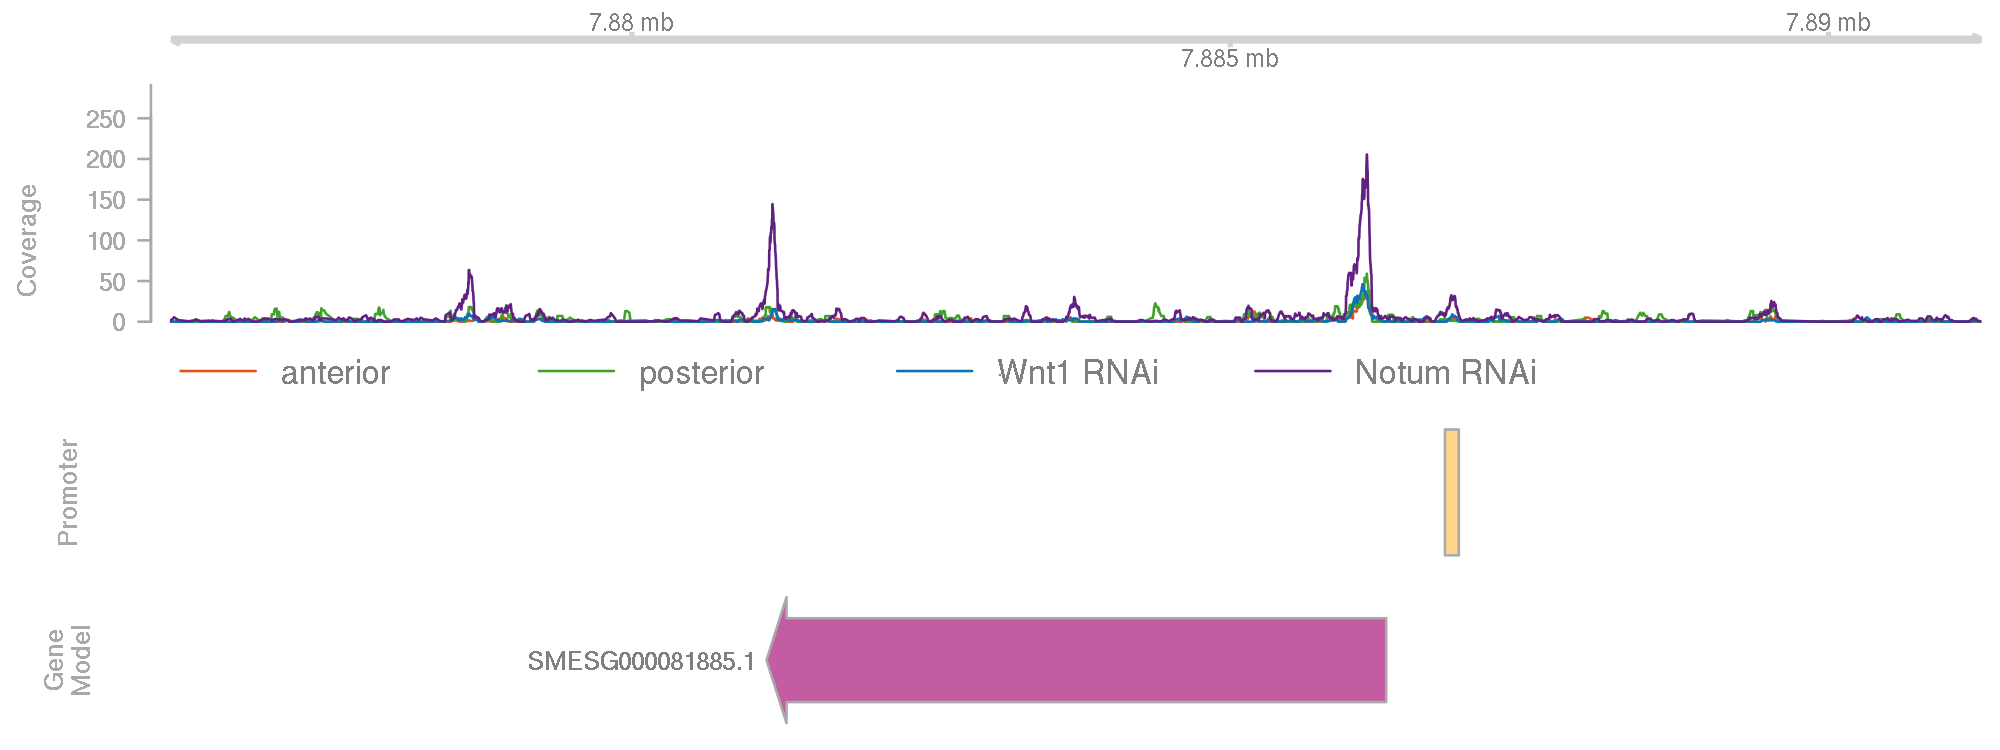 7.88 mb
7.89 mb
7.885 mb
Coverage
250
200
150
100
50
0
anterior
posterior
Wnt1 RNAi
Notum RNAi
Promoter
Gene
Model
SMESG000081885.1